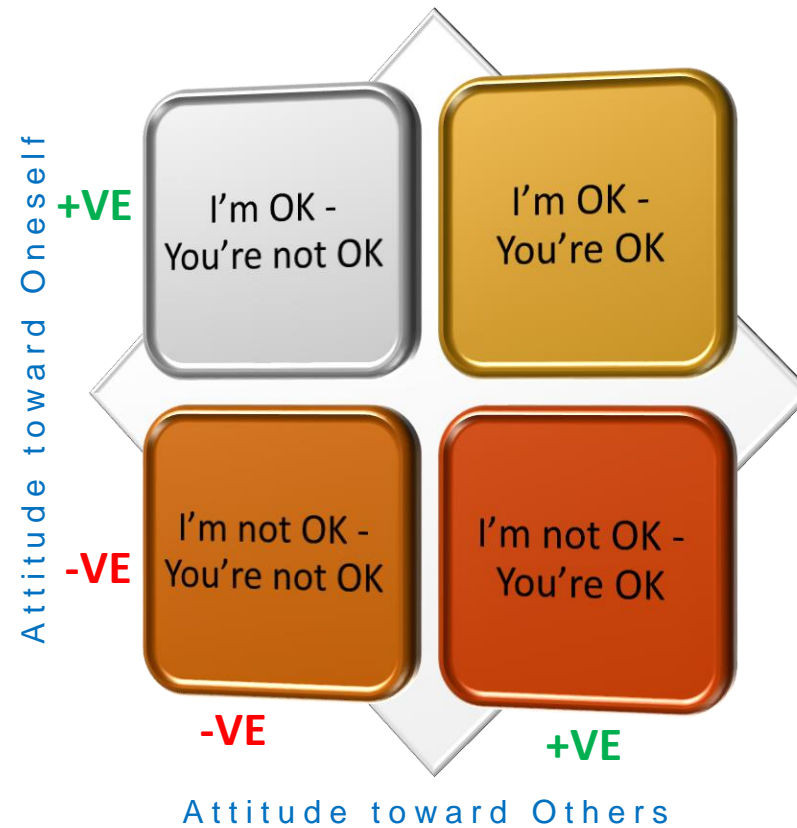 Attitude toward Oneself
+VE
I'm OK -
You're not OK
I'm OK -
You're OK
-VE
I'm not OK -
You're not OK
I'm not OK -
You're OK
-VE
+VE
Attitude toward Others